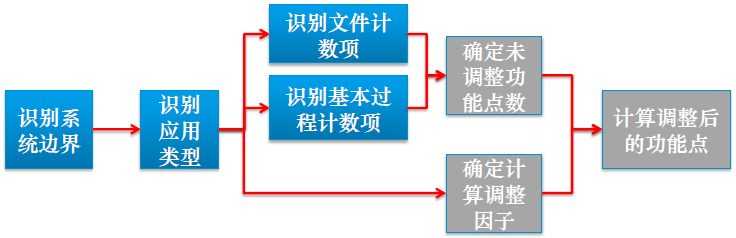 识别系
统边界
识别
应用
类型
识别文件计
数项
识别基本过
程计数项
确定未
调整功
能点数
确定计
算调整
因子
计算调整后
的功能点